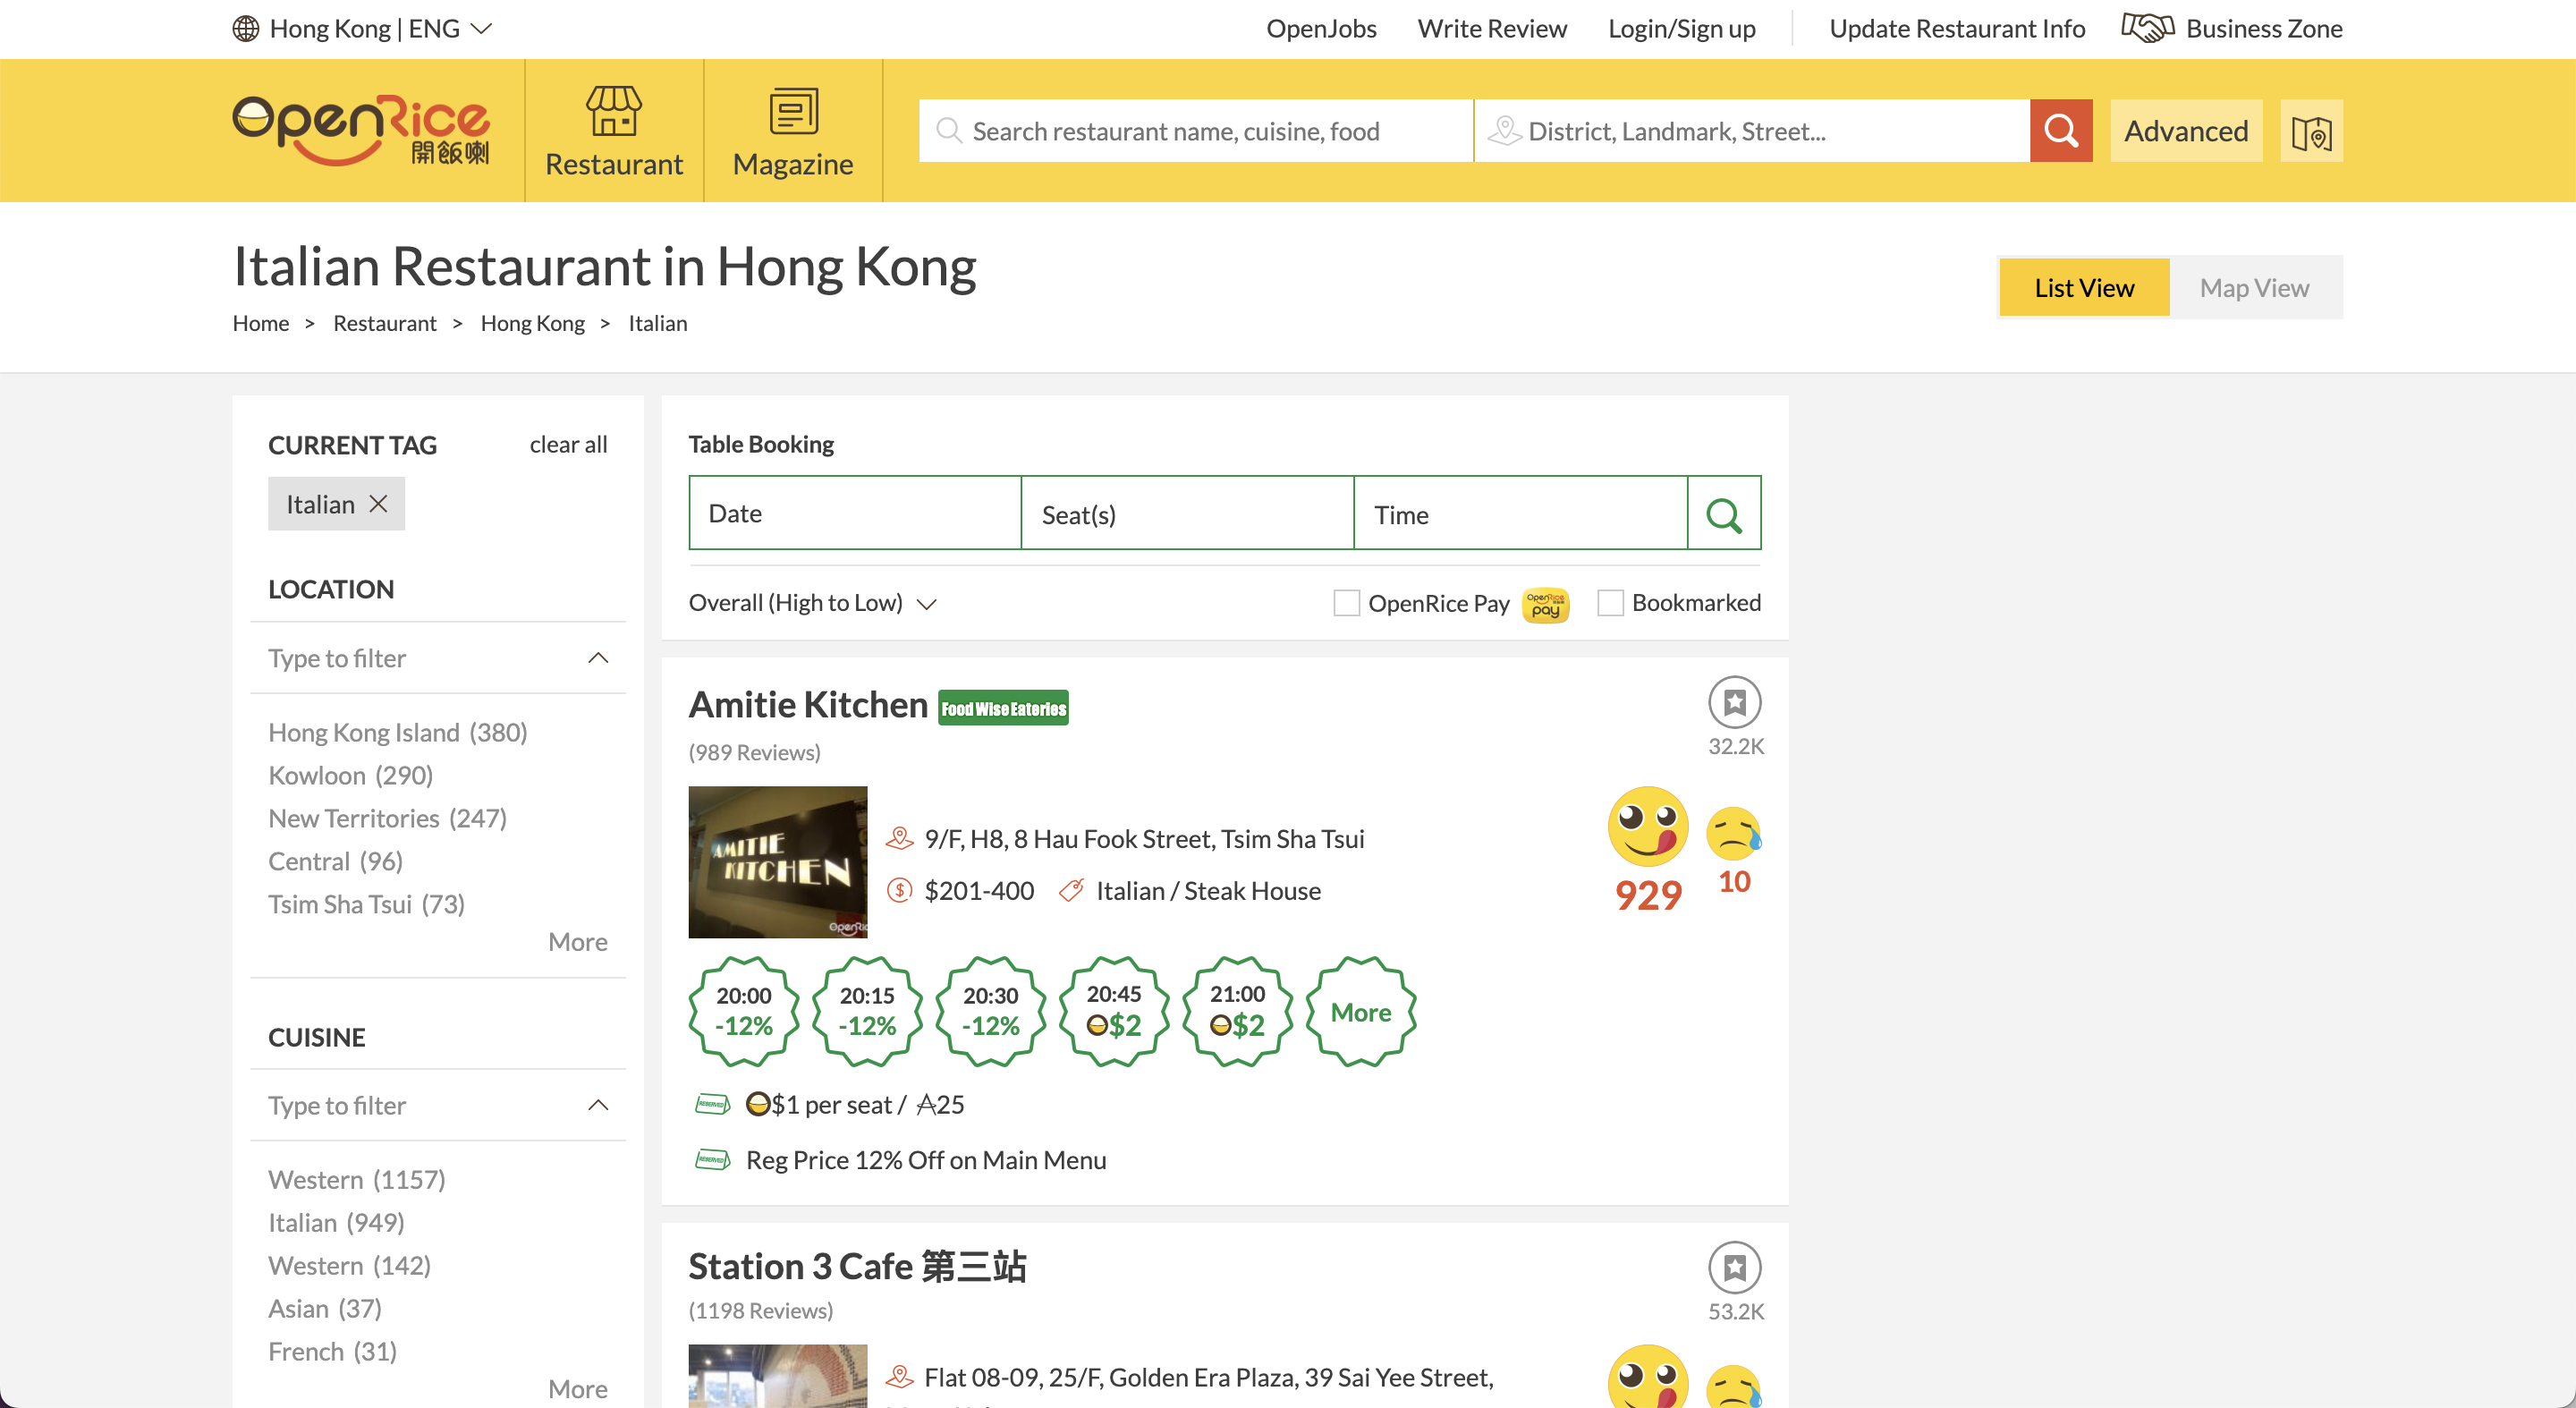 Hong Kong | ENG
OpenJobs
Write Review
Login/Sign up
Update Restaurant Info
Business Zone
OpenRice
開飯喇
Restaurant
Magazine
Search restaurant name, cuisine, food
District, Landmark, Street...
Advanced
Italian Restaurant in Hong Kong
Home > Restaurant > Hong Kong > Italian
List View
Map View
CURRENT TAG
clear all
Italian
LOCATION
Type to filter
Hong Kong Island (380)
Kowloon (290)
New Territories (247)
Central (96)
Tsim Sha Tsui (73)
More
CUISINE
Type to filter
Western (1157)
Italian (949)
Western (142)
Asian (37)
French (31)
More
Table Booking
Date
Seat(s)
Time
Overall (High to Low)
OpenRice Pay
OpenRice
pay
Bookmarked
Amitie Kitchen
Food Wise Eateries
(989 Reviews)
32.2K
AMITIE
KITCHEN
OpenRic
9/F, H8, 8 Hau Fook Street, Tsim Sha Tsui
$201-400
Italian / Steak House
929
10
20:00
-12%
20:15
-12%
20:30
-12%
20:45
$2
21:00
$2
More
RESERVED
$1 per seat / 25
RESERVED
Reg Price 12% Off on Main Menu
Station 3 Cafe 第三站
(1198 Reviews)
53.2K
Flat 08-09, 25/F, Golden Era Plaza, 39 Sai Yee Street,